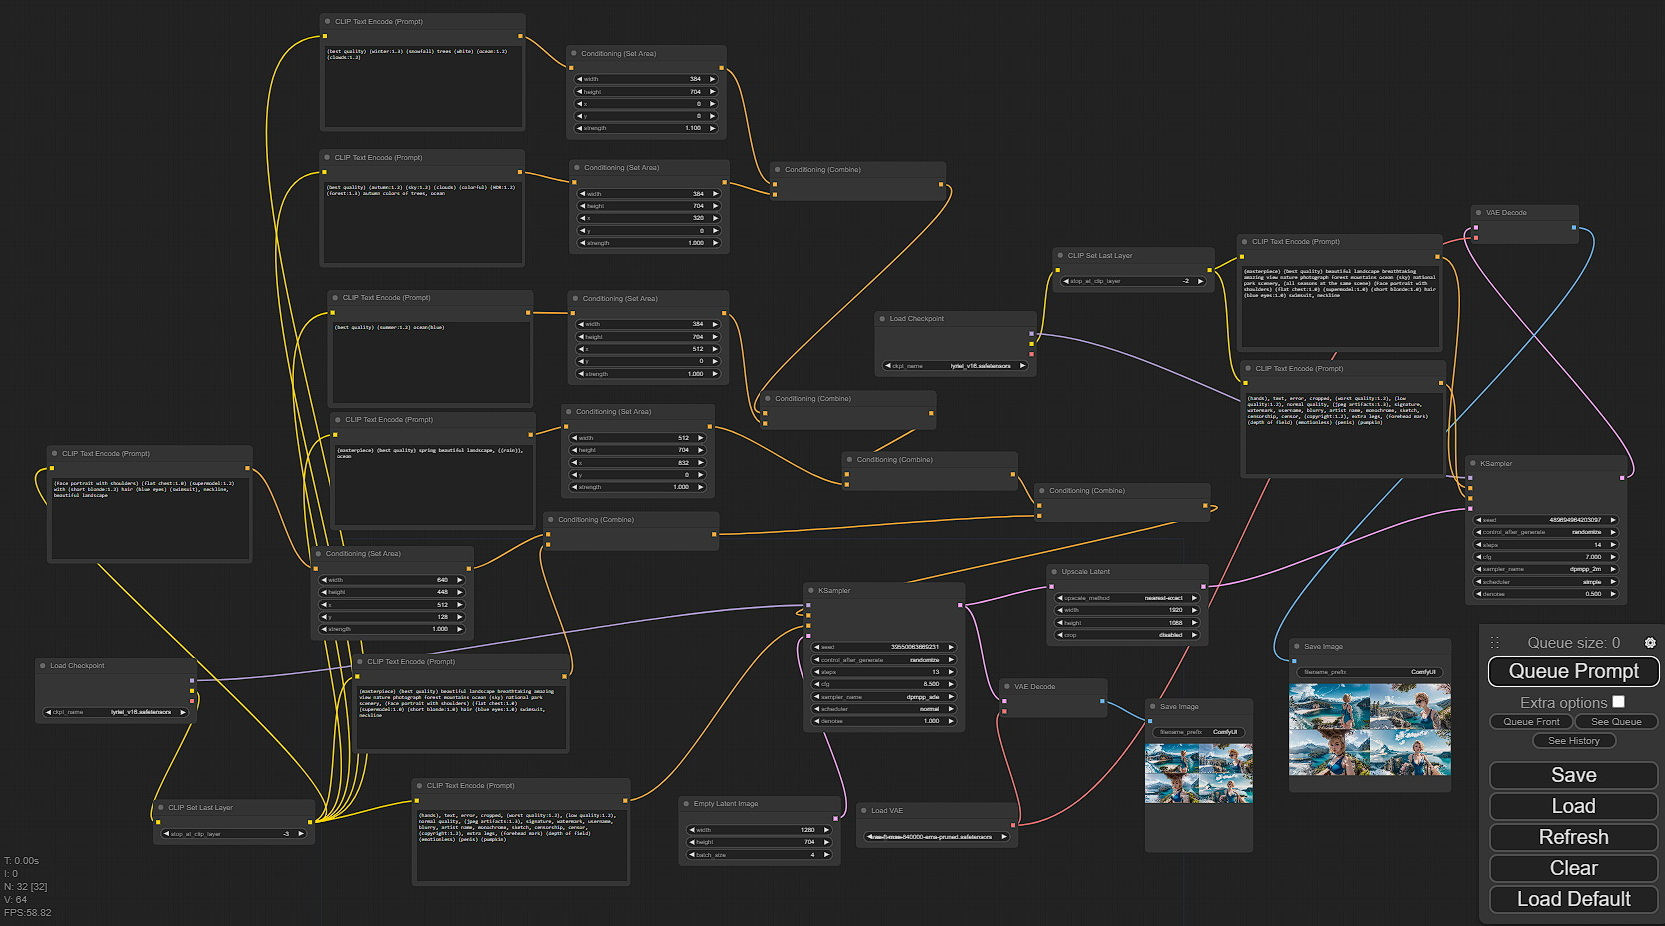 CLIP Text Encode (Prompt)
(best quality) (winter:1.3) (snowfall) trees (white) (ocean:1.2)
(clouds:1.3)
Conditioning (Set Area)
width 384
height 704
x 0
y 0
strength 1.100
CLIP Text Encode (Prompt)
(best quality) (autumn:1.3) (sky:1.2) (clouds) (colorful) (HDR:1.2)
(forest:1.3) autumn colors of trees, ocean
Conditioning (Set Area)
width 384
height 704
x 320
y 0
strength 1.000
Conditioning (Combine)
CLIP Text Encode (Prompt)
(best quality) (summer:1.2) ocean(blue)
Conditioning (Set Area)
width 384
height 704
x 512
y 0
strength 1.000
CLIP Text Encode (Prompt)
(masterpiece) (best quality) spring beautiful landscape, ((rain)),
ocean
Conditioning (Set Area)
width 512
height 704
x 832
y 0
strength 1.000
Conditioning (Combine)
Conditioning (Combine)
Conditioning (Combine)
Conditioning (Combine)
CLIP Text Encode (Prompt)
(Face portrait with shoulders) (flat chest:1.0) (supermodel:1.2)
with (short blonde:1.3) hair (blue eyes) (swimsuit), neckline,
beautiful landscape
Conditioning (Set Area)
width 640
height 448
x 512
y 128
strength 1.000
Load Checkpoint
ckpt_name lyriel_v16.safetensors
CLIP Set Last Layer
stop_at_clip_layer -3
CLIP Text Encode (Prompt)
(masterpiece) (best quality) beautiful landscape breathtaking amazing
view nature photograph forest mountains ocean (sky) national park
scenery, (Face portrait with shoulders) (flat chest:1.0)
(supermodel:1.0) (short blonde:1.0) hair (blue eyes:1.0) swimsuit,
neckline
CLIP Text Encode (Prompt)
(hands), text, error, cropped, (worst quality:1.2), (low quality:1.2),
normal quality, (jpeg artifacts:1.3), signature, watermark, username,
blurry, artist name, monochrome, sketch, censorship, censor,
(copyright:1.2), extra legs, (forehead mark) (depth of field)
(emotionless) (penis) (pumpkin)
KSampler
seed
control_after_generate randomize
steps 13
cfg 8.500
sampler_name dpmpp_sde
scheduler normal
denoise 1.000
Empty Latent Image
width 1280
height 704
batch_size 4
Load VAE
VAE Decode
Save Image
filename_prefix ComfyUI
Upscale Latent
upscale_method nearest-exact
width 1920
height 1088
crop disabled
Load Checkpoint
ckpt_name lyriel_v16.safetensors
CLIP Set Last Layer
stop_at_clip_layer -2
CLIP Text Encode (Prompt)
(masterpiece) (best quality) beautiful landscape breathtaking
amazing view nature photograph forest mountains ocean (sky) national
park scenery, (all seasons at the same scene) (Face portrait with
shoulders) (flat chest:1.0) (supermodel:1.0) (short blonde:1.0) hair
(blue eyes:1.0) swimsuit, neckline
CLIP Text Encode (Prompt)
(hands), text, error, cropped, (worst quality:1.2), (low
quality:1.2), normal quality, (jpeg artifacts:1.3), signature,
watermark, username, blurry, artist name, monochrome, sketch,
censorship, censor, (copyright:1.2), extra legs, (forehead mark)
(depth of field) (emotionless) (penis) (pumpkin)
VAE Decode
KSampler
seed
control_after_generate randomize
steps 14
cfg 7.000
sampler_name dpmpp_2m
scheduler simple
denoise 0.500
Save Image
filename_prefix ComfyUI
Queue size: 0
Queue Prompt
Extra options
Queue Front See Queue
See History
Save
Load
Refresh
Clear
Load Default
T: 0.00s
I: 0
N: 32 [32]
V: 64
FPS:58.82